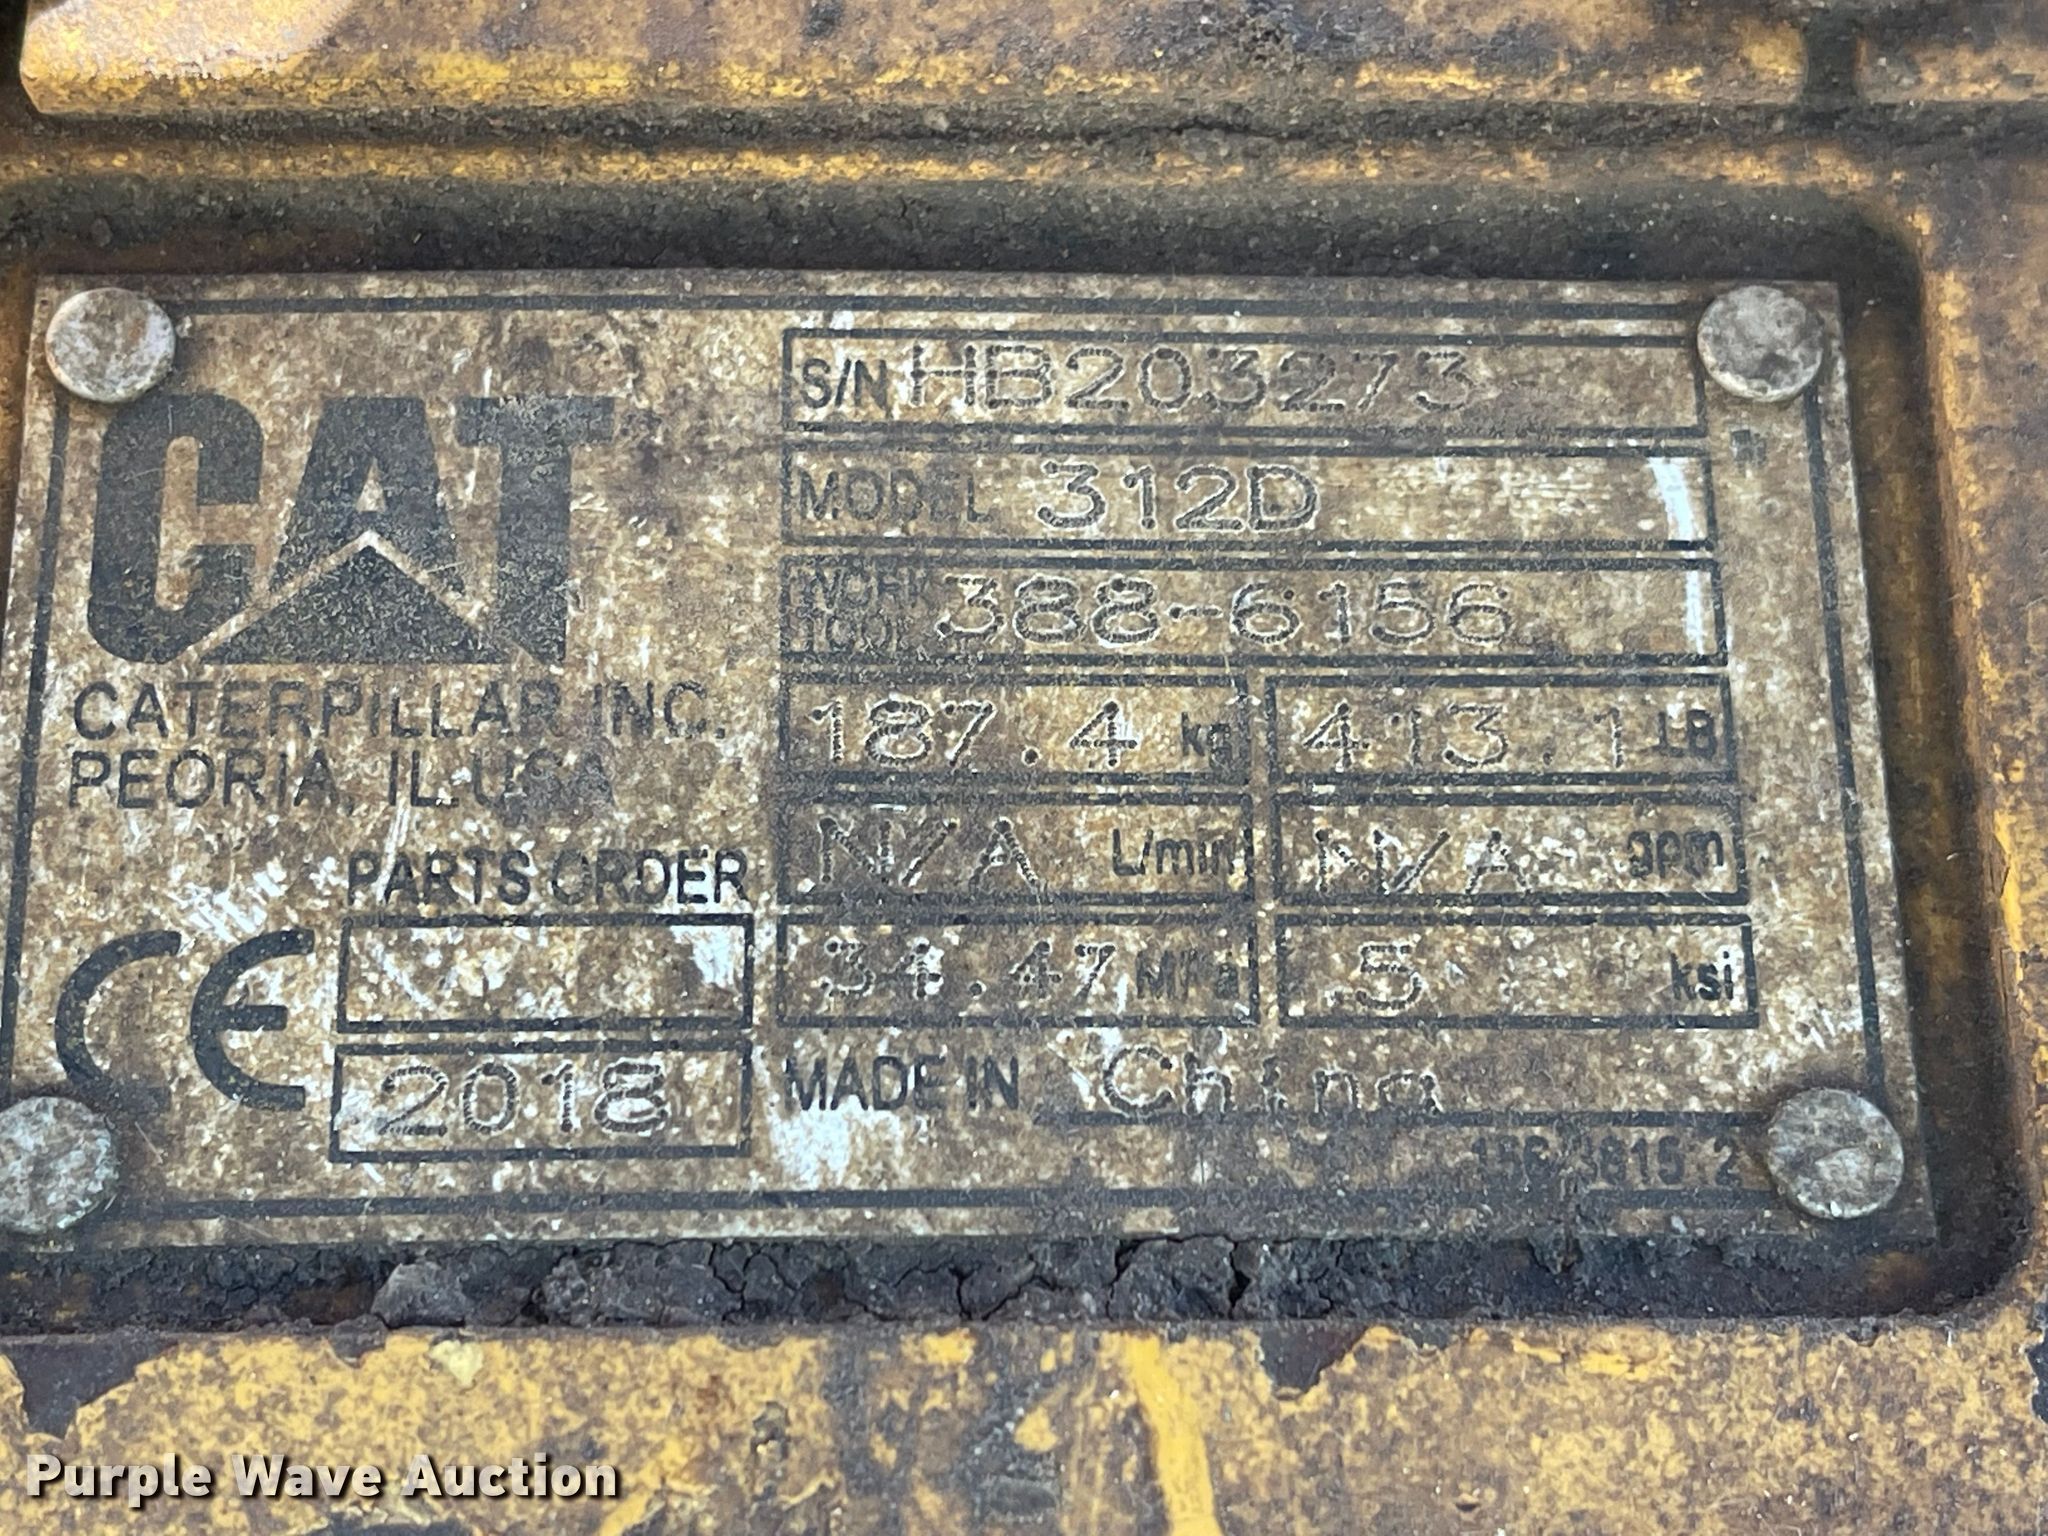 CAT
CATERPILLAR INC.
PEORIA, IL.USA
PARTS ORDER
CE
2018
S/N HB203273
MODEL 312D
WORK TOOL 388-6156
187.4 kg 413.1 LB
N/A L/min N/A gpm
34.47 MPa .5 ksi
MADE IN China
Purple Wave Auction